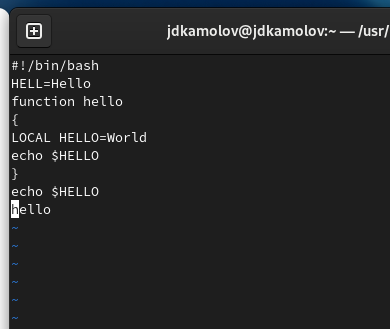 jdkamolov@jdkamolov:~ — /usr/
#!/bin/bash
HELL=Hello
function hello
{
LOCAL HELLO=World
echo $HELLO
}
echo $HELLO
hello
~
~
~
~
~
~